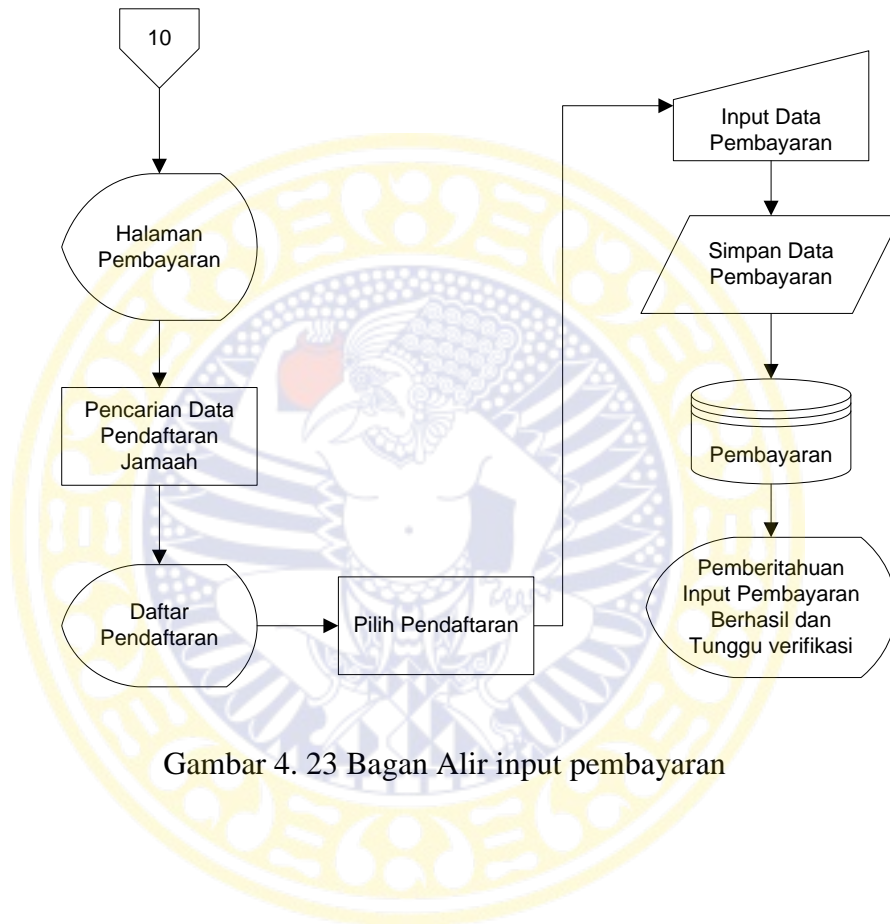 10
Halaman
Pembayaran
Pencarian Data
Pendaftaran
Jamaah
Daftar
Pendaftaran
Pilih Pendaftaran
Input Data
Pembayaran
Simpan Data
Pembayaran
Pembayaran
Pemberitahuan
Input Pembayaran
Berhasil dan
Tunggu verifikasi
Gambar 4. 23 Bagan Alir input pembayaran